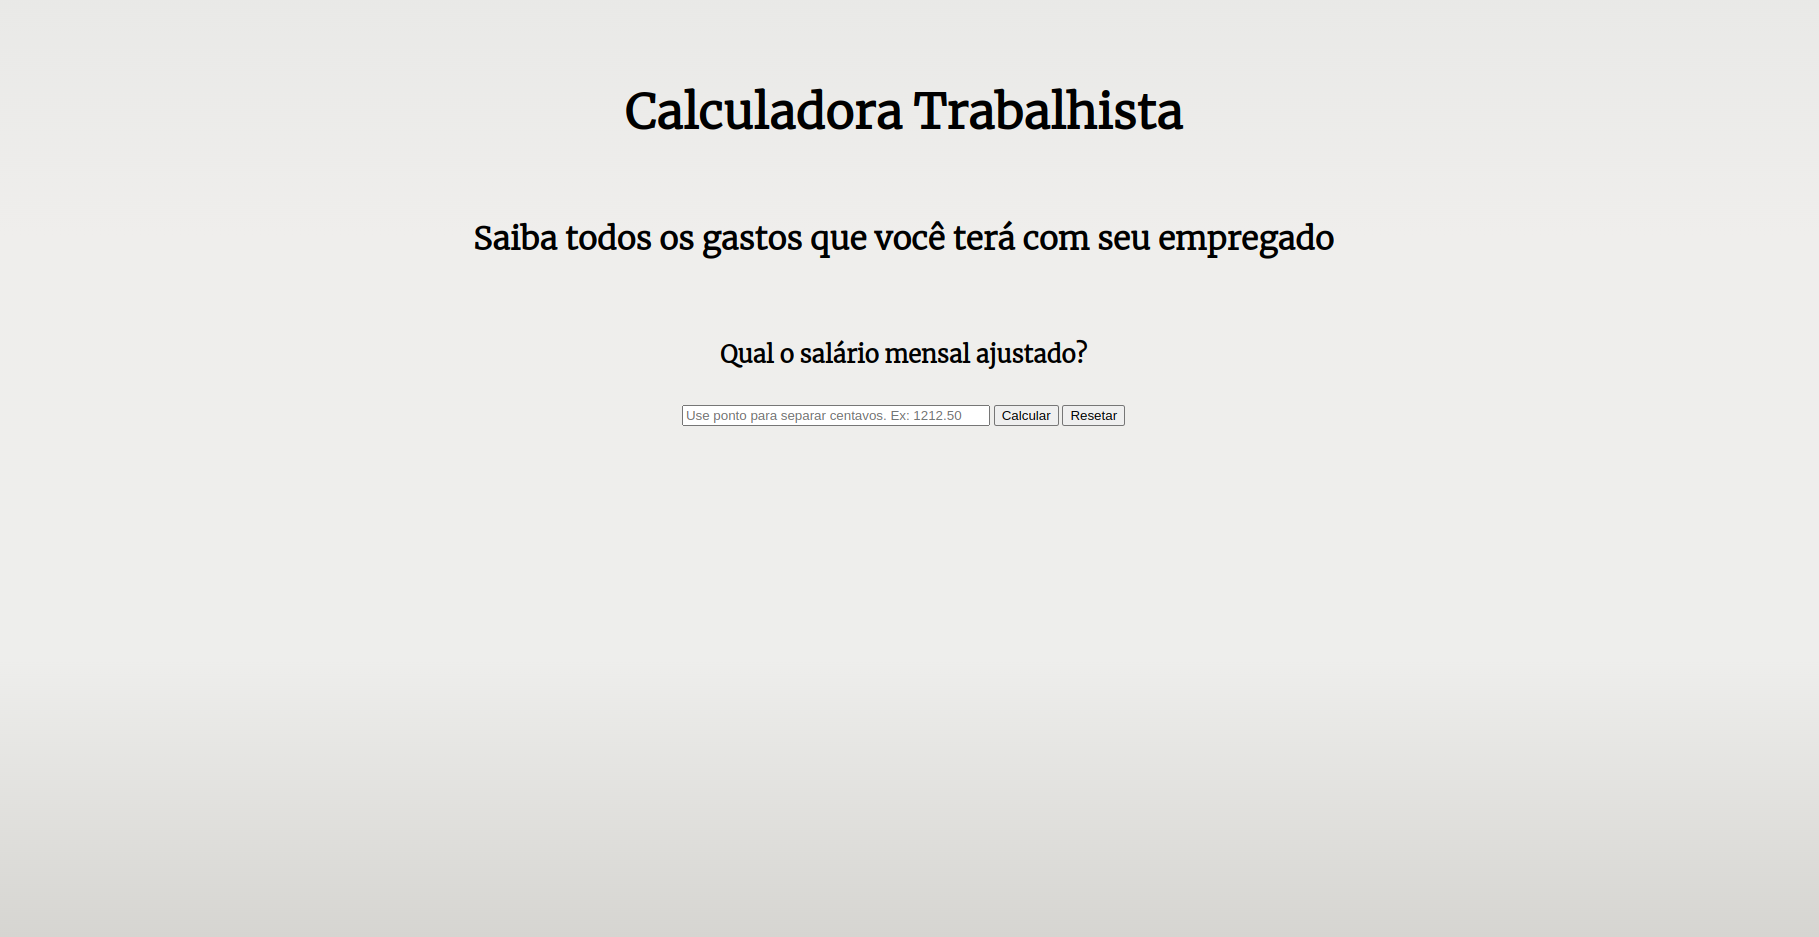 Calculadora Trabalhista
Saiba todos os gastos que você terá com seu empregado
Qual o salário mensal ajustado?
Use ponto para separar centavos. Ex: 1212.50 Calcular Resetar